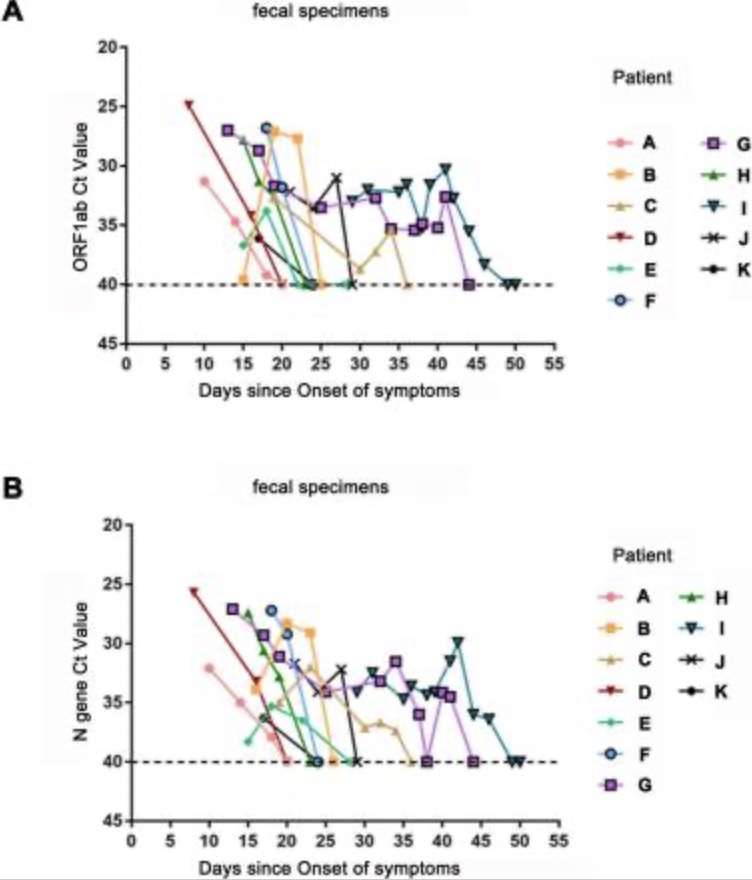 A
fecal specimens
20
25
30
35
40
45
ORF1ab Ct Value
0 5 10 15 20 25 30 35 40 45 50 55
Days since Onset of symptoms
Patient
A G
B H
C I
D J
E K
F
B
fecal specimens
20
25
30
35
40
45
N gene Ct Value
0 5 10 15 20 25 30 35 40 45 50 55
Days since Onset of symptoms
Patient
A H
B I
C J
D K
E
F
G